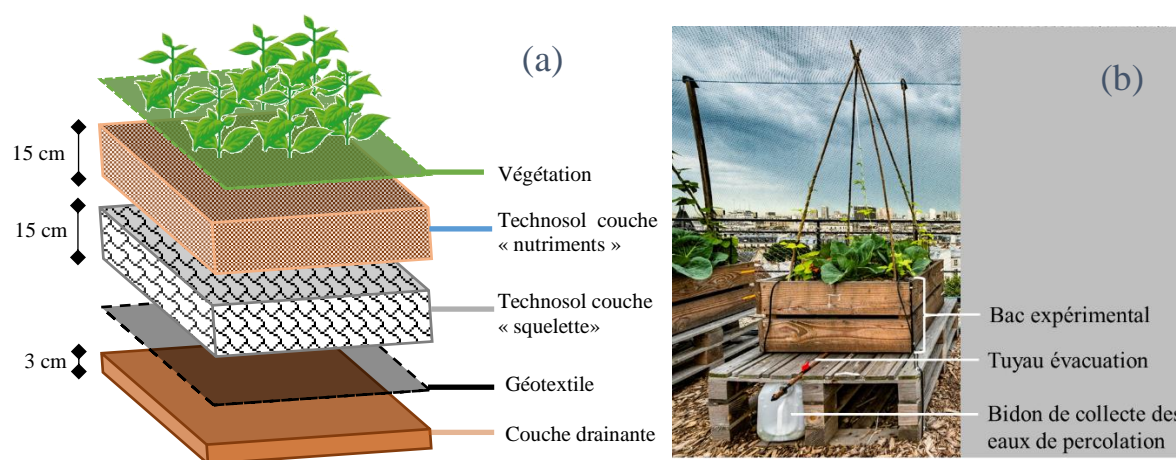 (a)
15 cm
15 cm
3 cm
Végétation
Technosol couche
« nutriments »
Technosol couche
« squelette»
Géotextile
Couche drainante
(b)
Bac expérimental
Tuyau évacuation
Bidon de collecte des
eaux de percolation